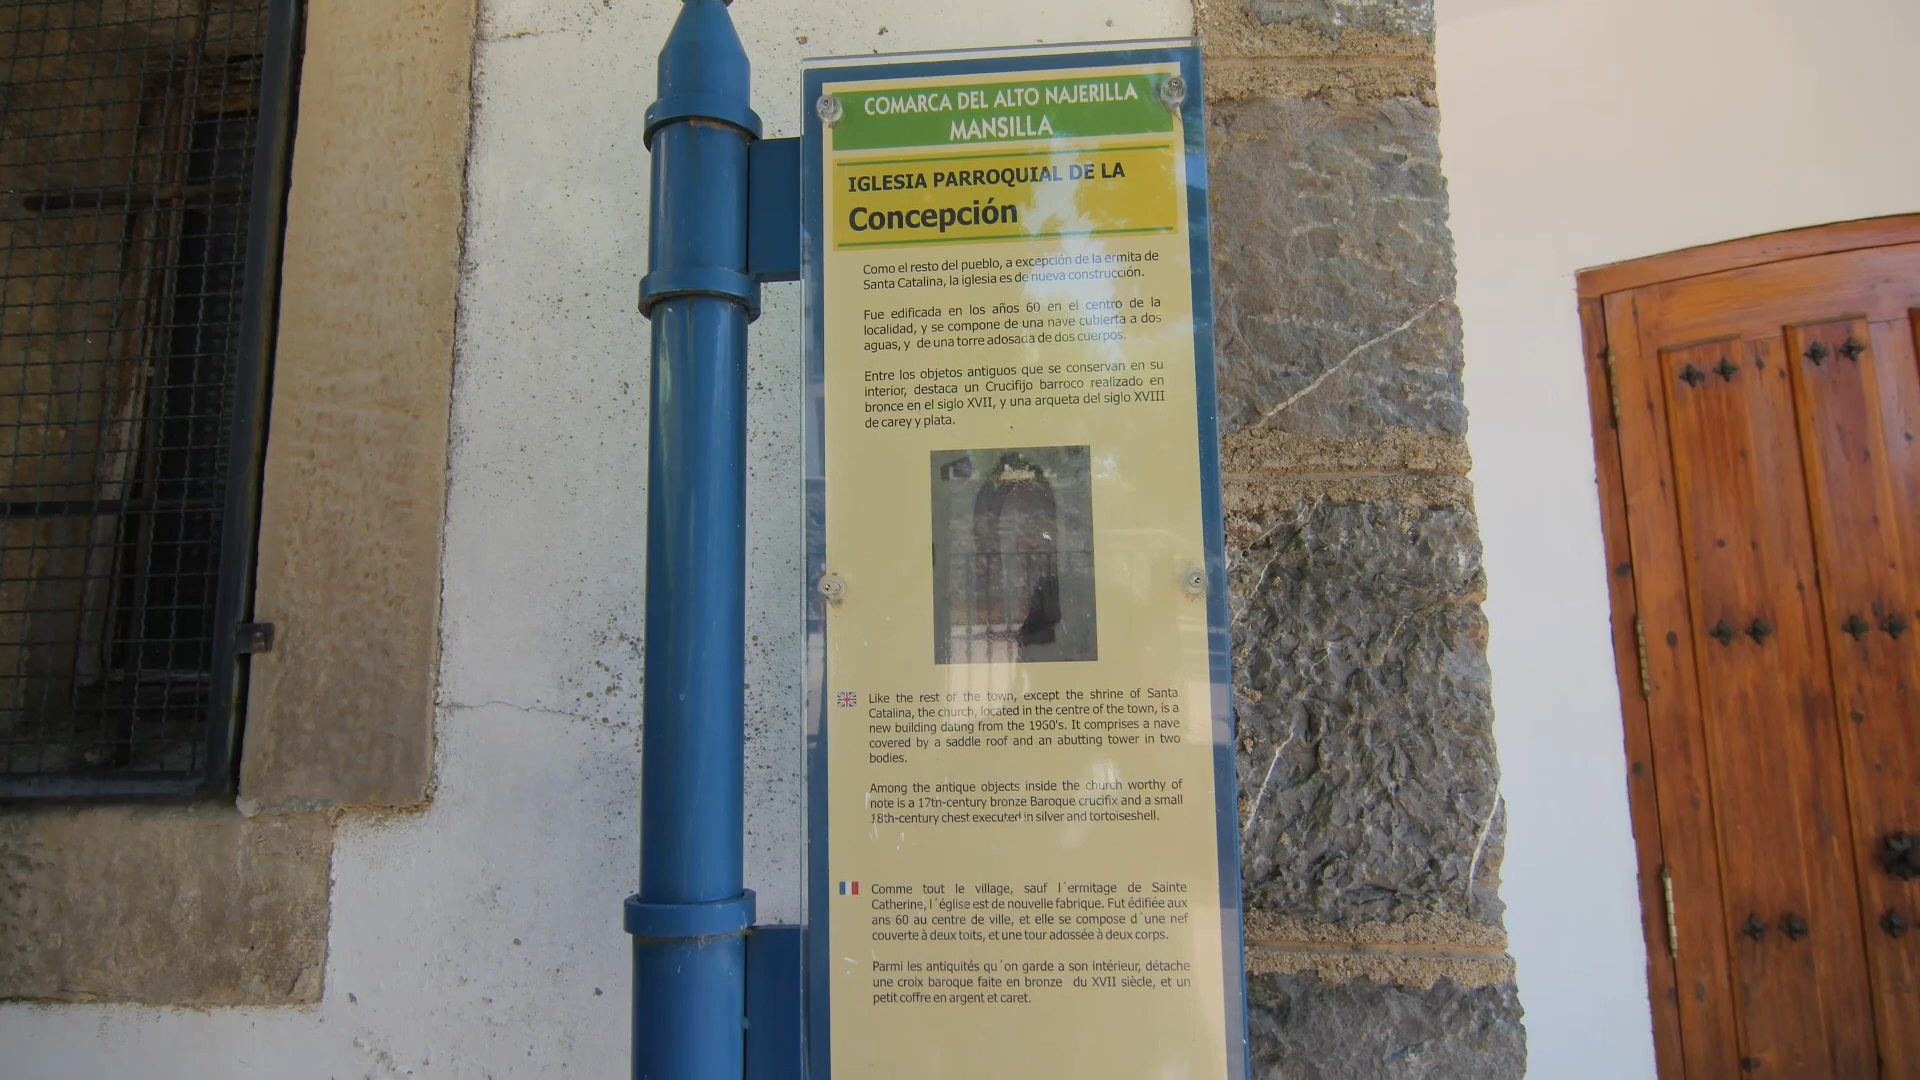 COMARCA DEL ALTO NAJERILLA
MANSILLA
IGLESIA PARROQUIAL DE LA
Concepción
Como el resto del pueblo, a excepción de la ermita de
Santa Catalina, la iglesia es de nueva construcción.
Fue edificada en los años 60 en el centro de la
localidad, y se compone de una nave cubierta a dos
aguas, y de una torre adosada de dos cuerpos.
Entre los objetos antiguos que se conservan en su
interior, destaca un Crucifijo barroco realizado en
bronce en el siglo XVII, y una arqueta del siglo XVIII
de carey y plata.
Like the rest of the town, except the shrine of Santa
Catalina, the church, located in the centre of the town, is a
new building dating from the 1960's. It comprises a nave
covered by a saddle roof and an abutting tower in two
bodies.
Among the antique objects inside the church worthy of
note is a 17tn-century bronze Baroque crucifix and a small
18th-century chest executed in silver and tortoiseshell.
Comme tout le village, sauf l´ermitage de Sainte
Catherine, l´église est de nouvelle fabrique. Fut édifiée aux
ans 60 au centre de ville, et elle se compose d´une nef
couverte à deux toits, et une tour adossée à deux corps.
Parmi les antiquités qu´on garde a son intérieur, détache
une croix baroque faite en bronze du XVII siècle, et un
petit coffre en argent et caret.